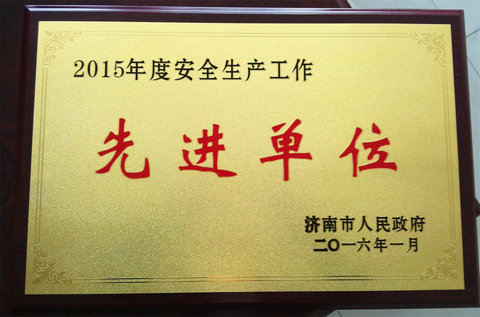 2015年度安全生产工作
先进单位
济南市人民政府
二〇一六年一月